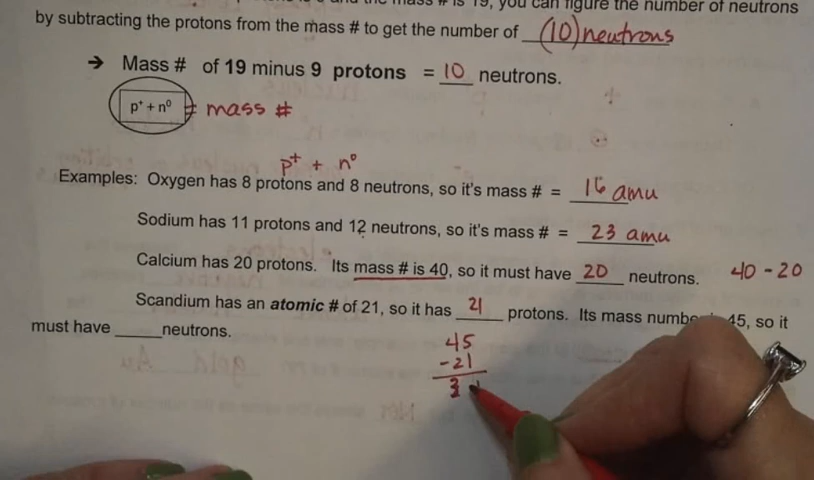 the mass # is 19, you can figure the number of neutrons
by subtracting the protons from the mass # to get the number of (10) neutrons
→ Mass # of 19 minus 9 protons = 10 neutrons.
p⁺ + n⁰ = mass #
p⁺ + n⁰
Examples: Oxygen has 8 protons and 8 neutrons, so it's mass # = 16 amu
Sodium has 11 protons and 12 neutrons, so it's mass # = 23 amu
Calcium has 20 protons. Its mass # is 40, so it must have 20 neutrons. 40 - 20
Scandium has an atomic # of 21, so it has 21 protons. Its mass 45, so it
must have _____ neutrons.
45
-21